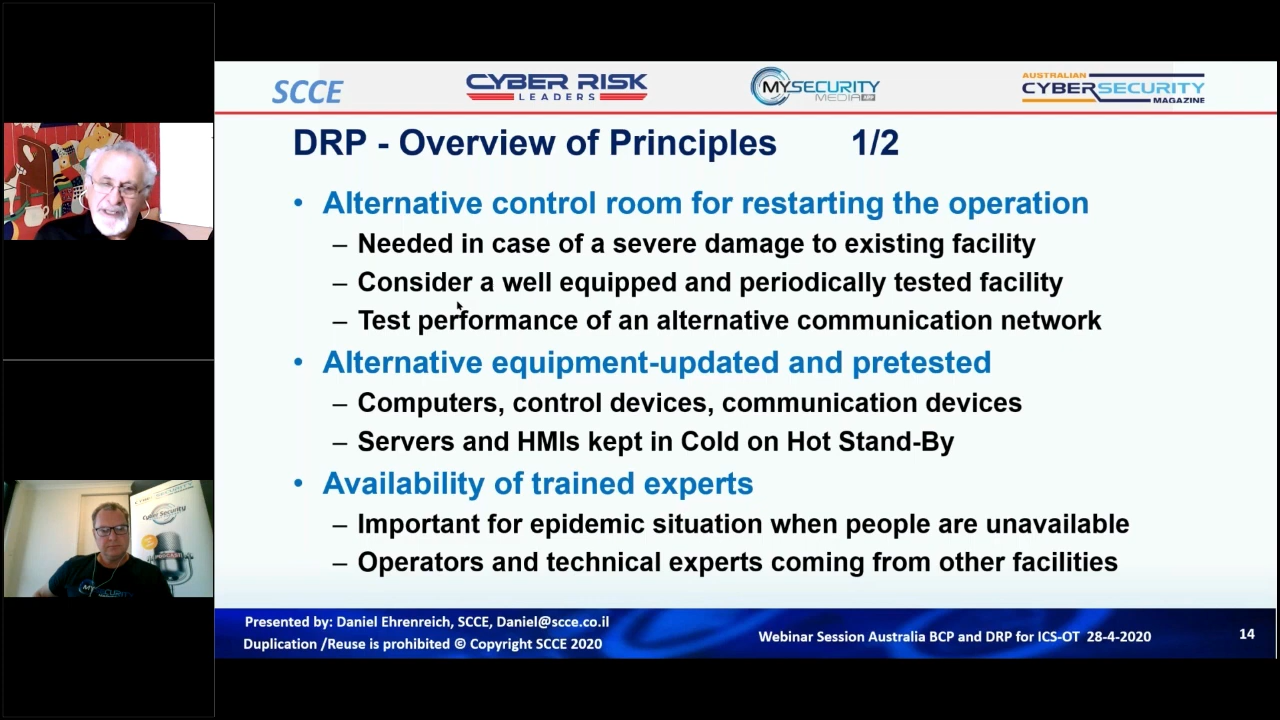 SCCE
CYBER RISK
LEADERS
MYSECURITY
MEDIA
AUSTRALIAN
CYBERSECURITY
MAGAZINE
DRP - Overview of Principles 1/2
• Alternative control room for restarting the operation
– Needed in case of a severe damage to existing facility
– Consider a well equipped and periodically tested facility
– Test performance of an alternative communication network
• Alternative equipment-updated and pretested
– Computers, control devices, communication devices
– Servers and HMIs kept in Cold on Hot Stand-By
• Availability of trained experts
– Important for epidemic situation when people are unavailable
– Operators and technical experts coming from other facilities
Cyber Security
PODCAST
Presented by: Daniel Ehrenreich, SCCE, Daniel@scce.co.il
Duplication /Reuse is prohibited © Copyright SCCE 2020
Webinar Session Australia BCP and DRP for ICS-OT 28-4-2020
14